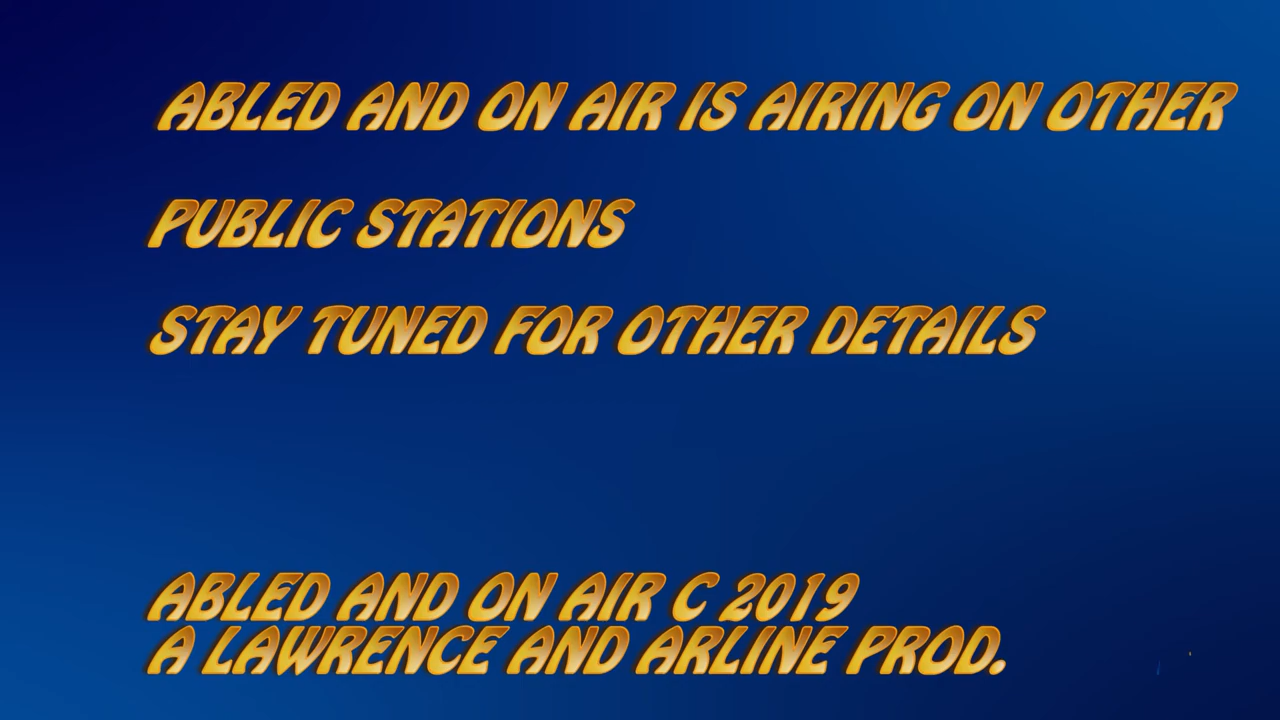 ABLED AND ON AIR IS AIRING ON OTHER
PUBLIC STATIONS
STAY TUNED FOR OTHER DETAILS
ABLED AND ON AIR C 2019
A LAWRENCE AND ARLINE PROD.